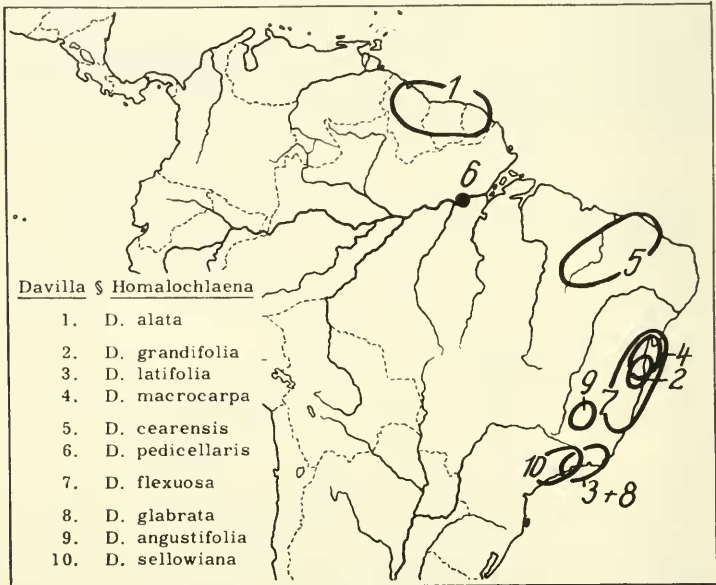 1
6
5
4
2
9
7
10
3+8
Davilla § Homalochlaena
1. D. alata
2. D. grandifolia
3. D. latifolia
4. D. macrocarpa
5. D. cearensis
6. D. pedicellaris
7. D. flexuosa
8. D. glabrata
9. D. angustifolia
10. D. sellowiana